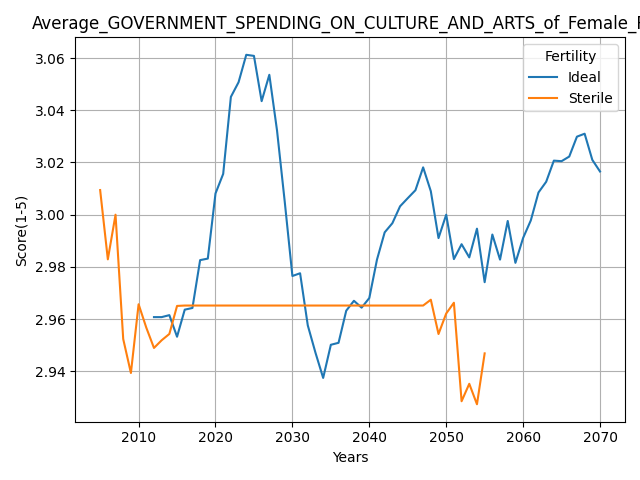 Average_GOVERNMENT_SPENDING_ON_CULTURE_AND_ARTS_of_Female_
Fertility
Ideal
Sterile
Score(1-5)
3.06
3.04
3.02
3.00
2.98
2.96
2.94
2010 2020 2030 2040 2050 2060 2070
Years